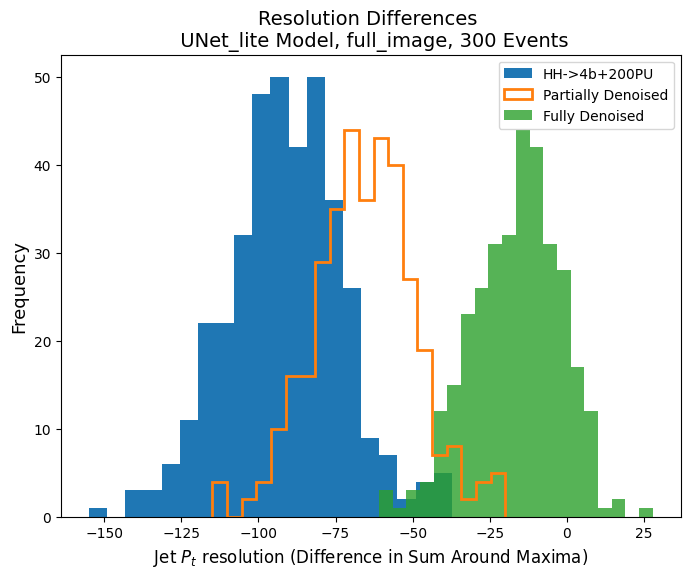 Resolution Differences
UNet_lite Model, full_image, 300 Events
HH->4b+200PU
Partially Denoised
Fully Denoised
Frequency
50
40
30
20
10
0
−150
−125
−100
−75
−50
−25
0
25
Jet $P_t$ resolution (Difference in Sum Around Maxima)